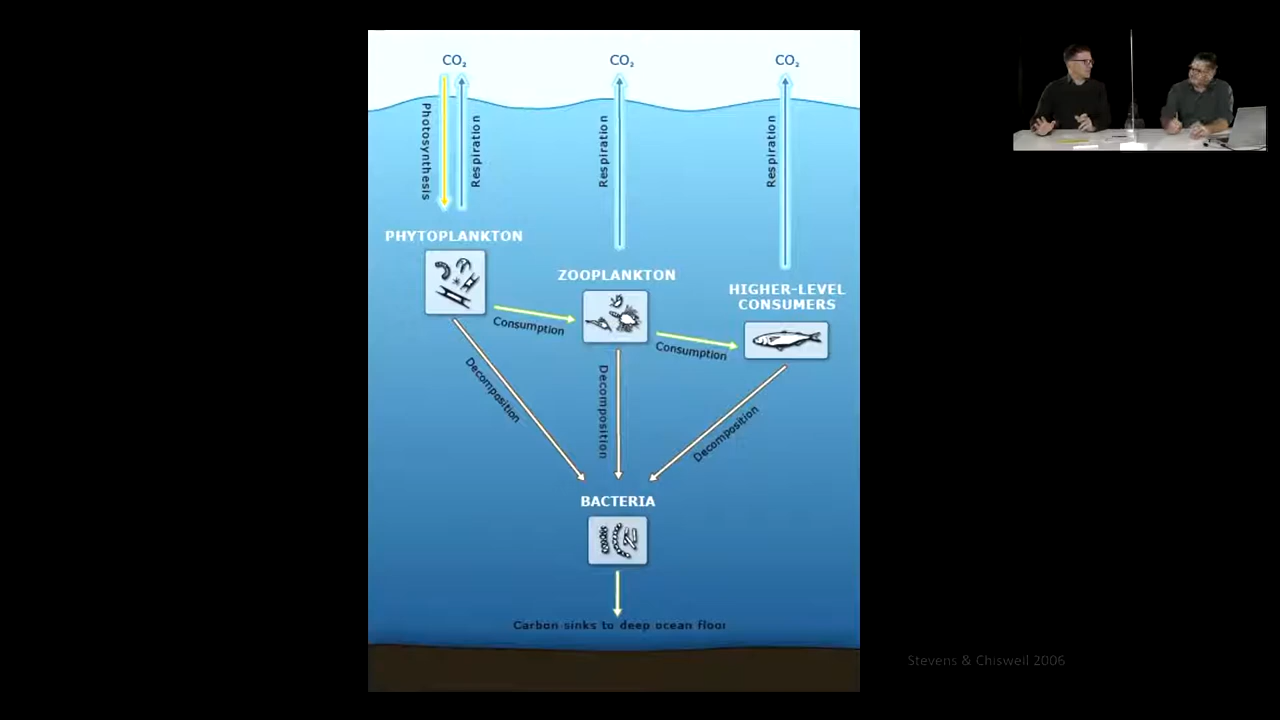 CO₂
CO₂
CO₂
Photosynthesis
Respiration
Respiration
Respiration
PHYTOPLANKTON
ZOOPLANKTON
HIGHER-LEVEL
CONSUMERS
Consumption
Consumption
Decomposition
Decomposition
Decomposition
BACTERIA
Carbon sinks to deep ocean floor
Stevens & Chisweil 2006